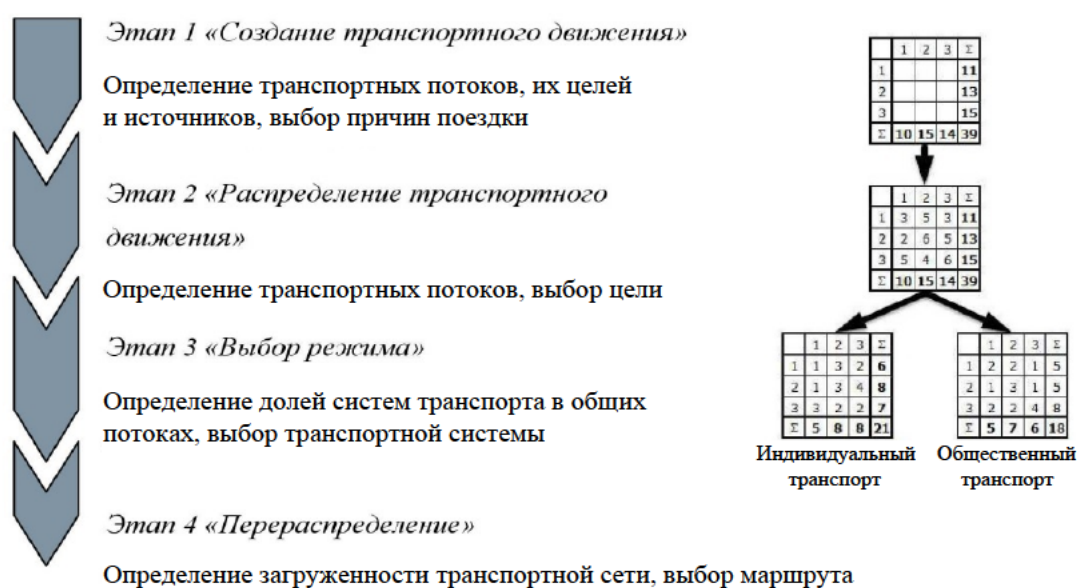 Этап 1 «Создание транспортного движения»
Определение транспортных потоков, их целей
и источников, выбор причин поездки
Этап 2 «Распределение транспортного
движения»
Определение транспортных потоков, выбор цели
Этап 3 «Выбор режима»
Определение долей систем транспорта в общих
потоках, выбор транспортной системы
Этап 4 «Перераспределение»
Определение загруженности транспортной сети, выбор маршрута
1 2 3 Σ
1 11
2 13
3 15
Σ 10 15 14 39
1 2 3 Σ
1 3 5 3 11
2 2 6 5 13
3 5 4 6 15
Σ 10 15 14 39
1 2 3 Σ
1 1 3 2 6
2 1 3 4 8
3 3 2 2 7
Σ 5 8 8 21
Индивидуальный
транспорт
1 2 3 Σ
1 2 2 1 5
2 1 3 1 5
3 2 2 4 8
Σ 5 7 6 18
Общественный
транспорт